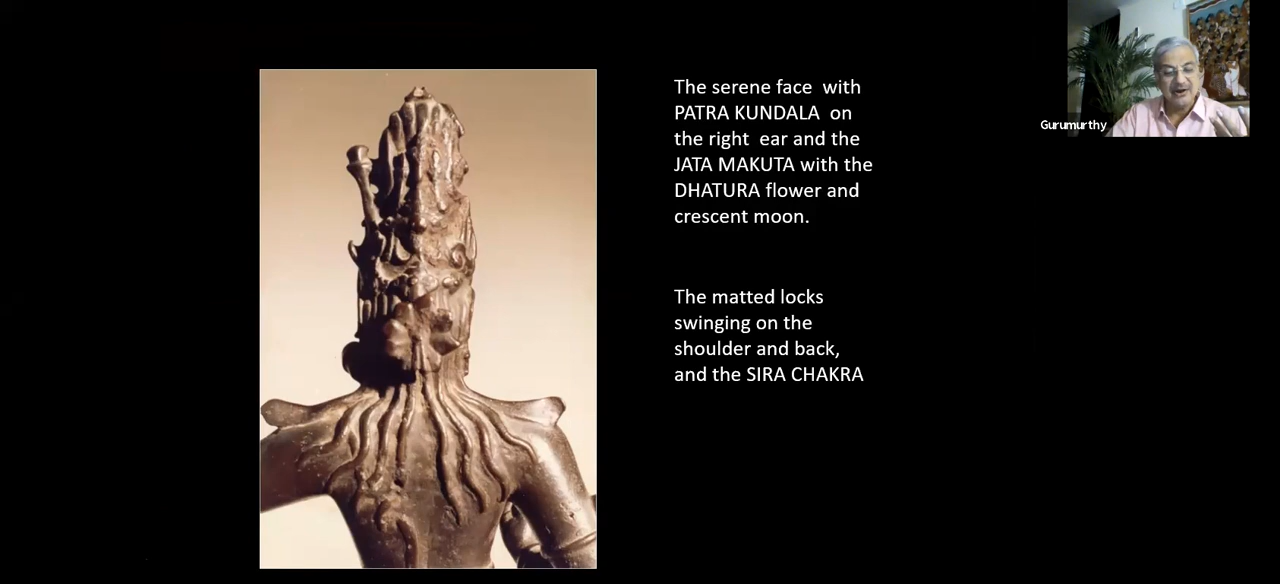 The serene face with
PATRA KUNDALA on
the right ear and the
JATA MAKUTA with the
DHATURA flower and
crescent moon.
The matted locks
swinging on the
shoulder and back,
and the SIRA CHAKRA
Gurumurthy